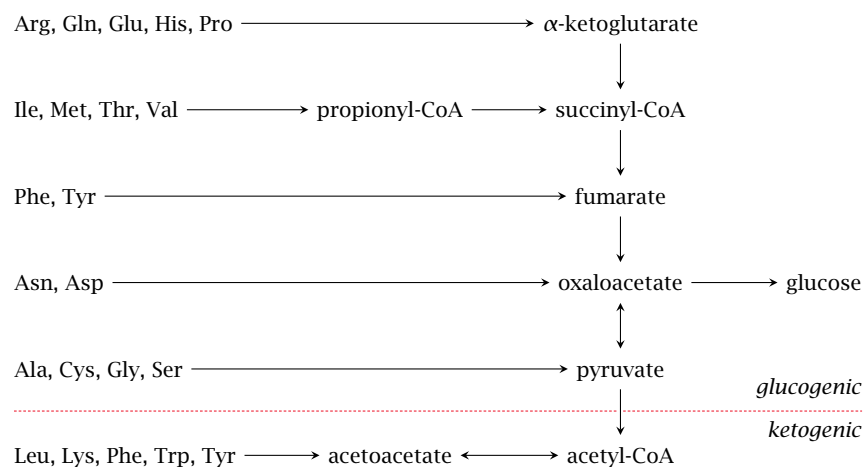 Arg, Gln, Glu, His, Pro α-ketoglutarate
Ile, Met, Thr, Val propionyl-CoA succinyl-CoA
Phe, Tyr fumarate
Asn, Asp oxaloacetate glucose
Ala, Cys, Gly, Ser pyruvate
glucogenic
ketogenic
Leu, Lys, Phe, Trp, Tyr acetoacetate acetyl-CoA